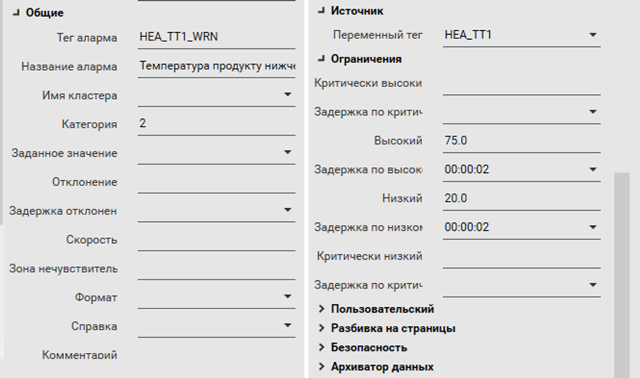 Общие
Тег аларма HEA_TT1_WRN
Название аларма Температура продукту нижче
Имя кластера
Категория 2
Заданное значение
Отклонение
Задержка отклонен
Скорость
Зона нечувствитель
Формат
Справка
Комментарий
Источник
Переменный тег HEA_TT1
Ограничения
Критически высоки
Задержка по критич
Высокий 75.0
Задержка по высок 00:00:02
Низкий 20.0
Задержка по низком 00:00:02
Критически низкий
Задержка по критич
Пользовательский
Разбивка на страницы
Безопасность
Архиватор данных